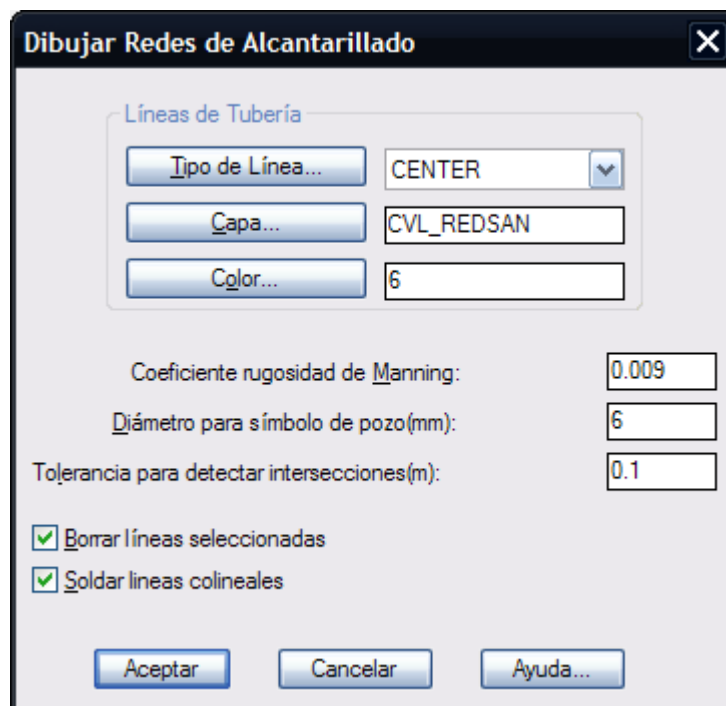 Dibujar Redes de Alcantarillado
Líneas de Tubería
Tipo de Línea... CENTER
Capa... CVL_REDSAN
Color... 6
Coeficiente rugosidad de Manning: 0.009
Diámetro para símbolo de pozo(mm): 6
Tolerancia para detectar intersecciones(m): 0.1
Borrar líneas seleccionadas
Soldar lineas colineales
Aceptar Cancelar Ayuda...